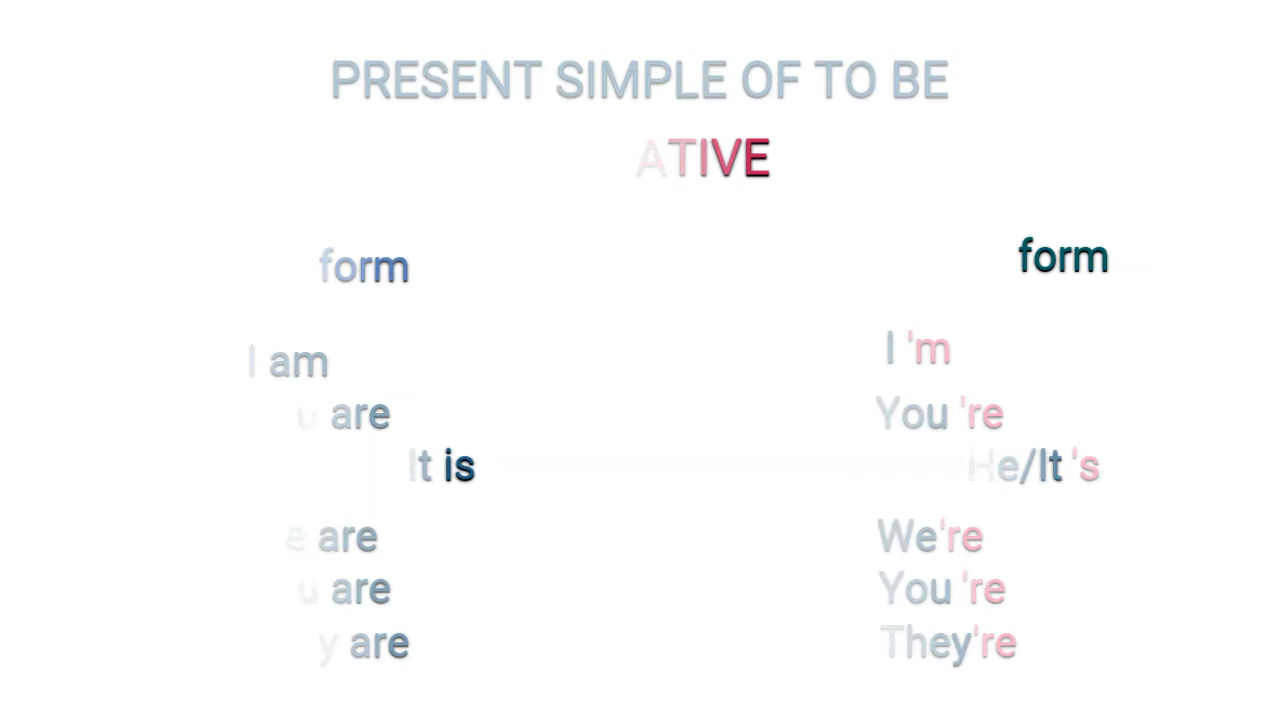 PRESENT SIMPLE OF TO BE
ATIVE
form
form
I am
I 'm
u are
You 're
It is
He/It 's
e are
We're
u are
You 're
y are
They're